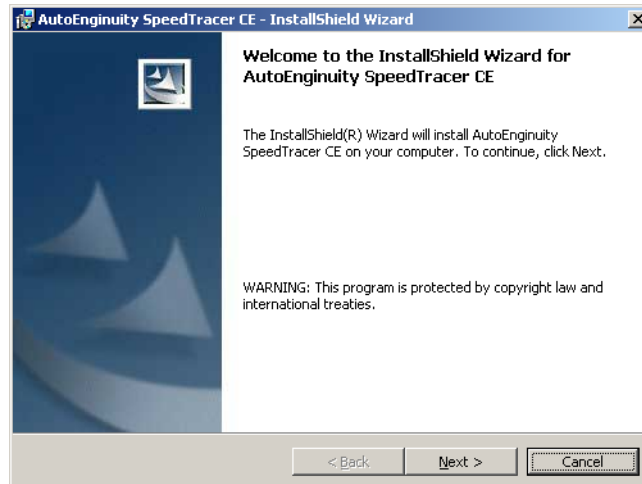 AutoEnginuity SpeedTracer CE - InstallShield Wizard
Welcome to the InstallShield Wizard for
AutoEnginuity SpeedTracer CE
The InstallShield(R) Wizard will install AutoEnginuity
SpeedTracer CE on your computer. To continue, click Next.
WARNING: This program is protected by copyright law and
international treaties.
< Back
Next >
Cancel